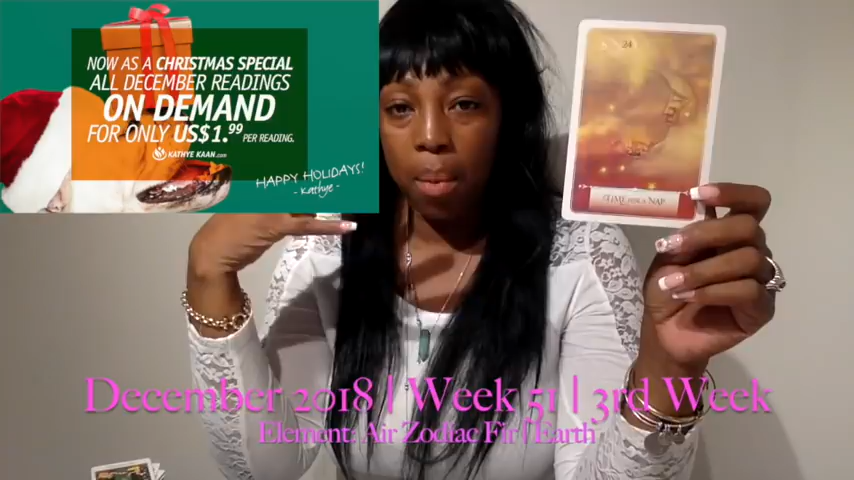 NOW AS A CHRISTMAS SPECIAL
ALL DECEMBER READINGS
ON DEMAND
FOR ONLY US$1.99 PER READING.
KATHYE KAAN.com
HAPPY HOLIDAYS!
- Kathye -
24
TIME FOR A NAP
December 2018 | Week 51 | 3rd Week
Element: Air Zodiac Fir / Earth